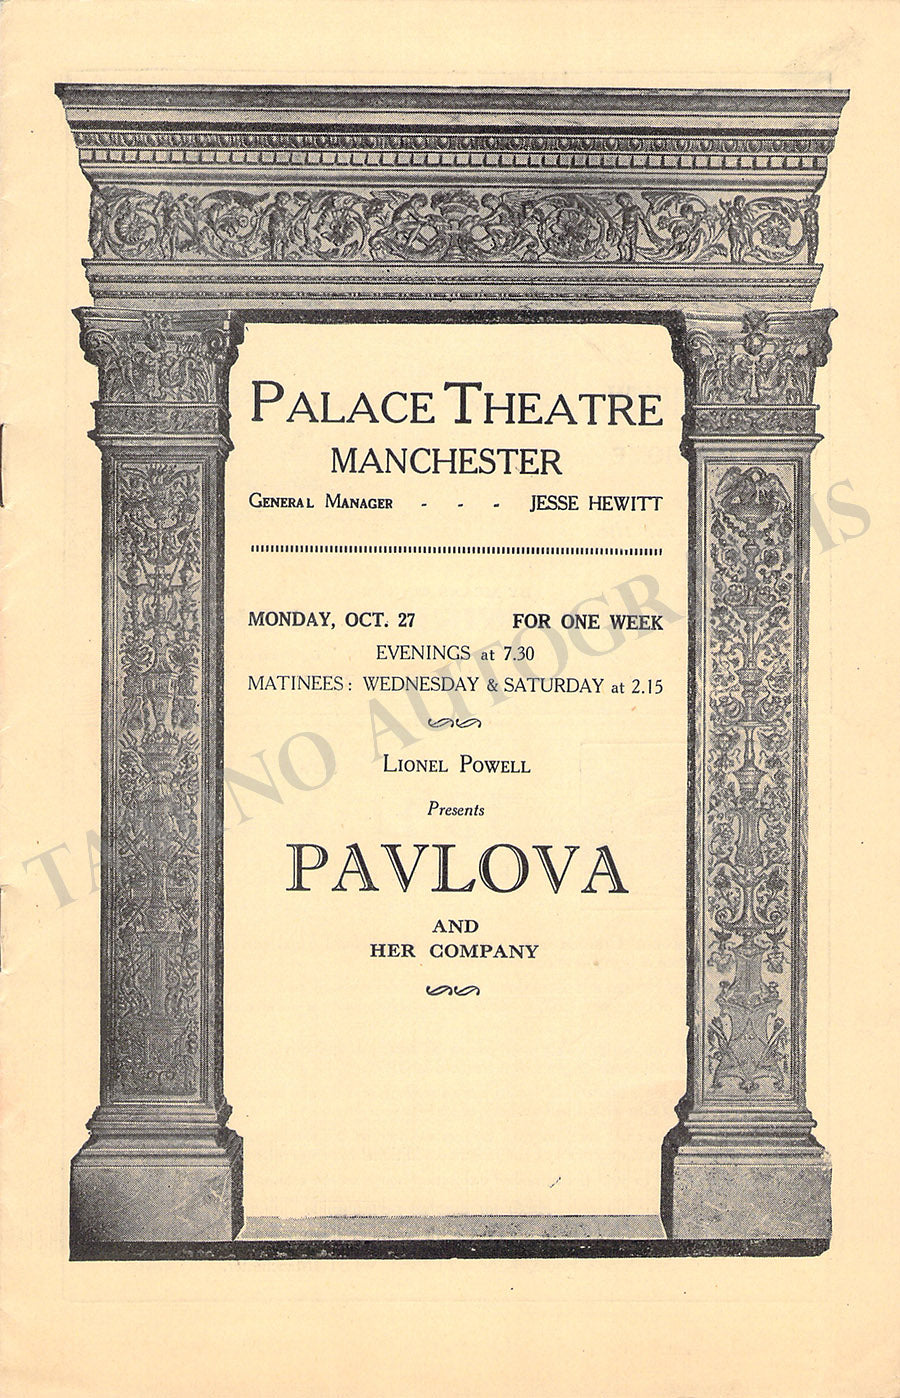 PALACE THEATRE
MANCHESTER
GENERAL MANAGER - - - JESSE HEWITT
MONDAY, OCT. 27 FOR ONE WEEK
EVENINGS at 7.30
MATINEES: WEDNESDAY & SATURDAY at 2.15
LIONEL POWELL
Presents
PAVLOVA
AND
HER COMPANY